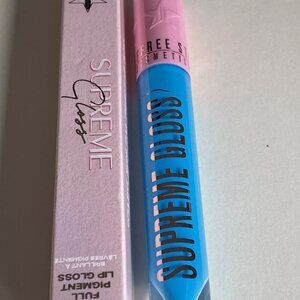 SUPREME
Gloss
FULL
PIGMENT
LIP GLOSS
BRILLANT À
LÈVRES PIGMENTÉ
SUPREME GLOSS